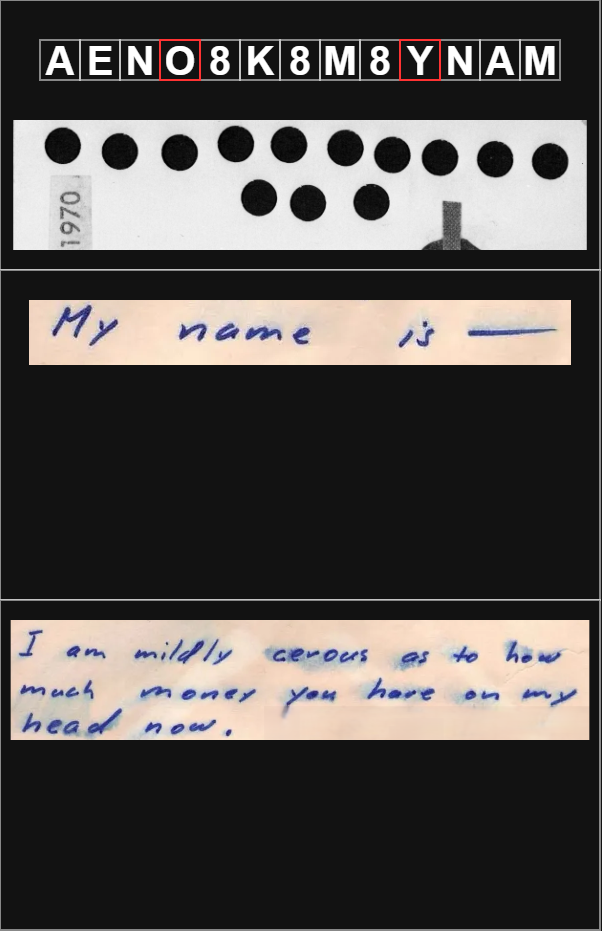 AENO8K8M8YNAM
1970
My name is —
I am mildly cerous as to how
much money you have on my
head now.